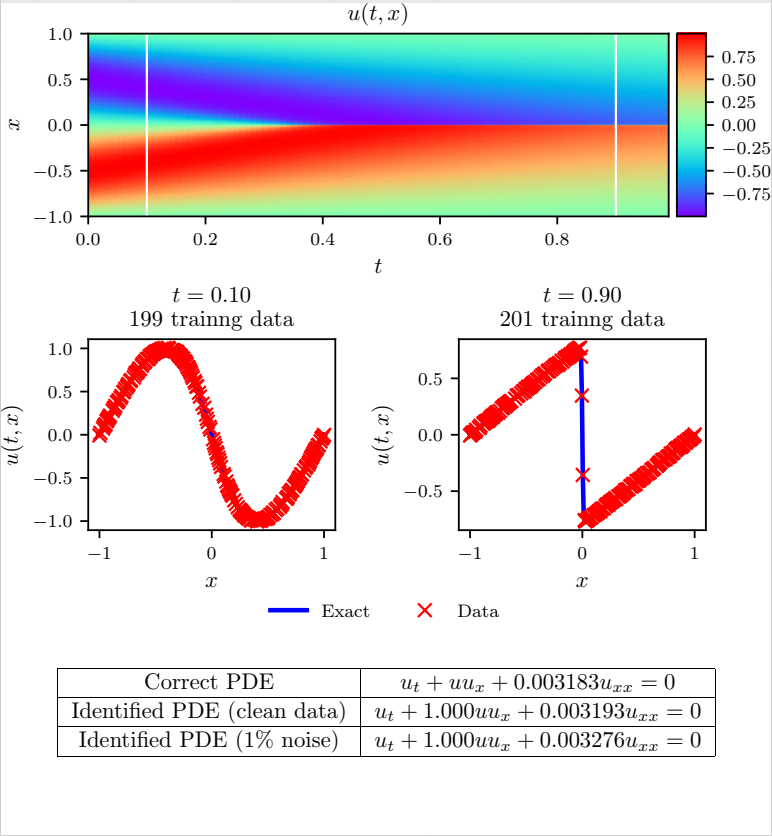 u(t, x)
1.0
0.5
0.0
−0.5
−1.0
x
0.0 0.2 0.4 0.6 0.8
t
0.75
0.50
0.25
0.00
−0.25
−0.50
−0.75
t = 0.10
199 trainng data
1.0
0.5
0.0
−0.5
−1.0
u(t, x)
−1 0 1
x
t = 0.90
201 trainng data
0.5
0.0
−0.5
u(t, x)
−1 0 1
x
Exact Data
Correct PDE u_t + uu_x + 0.003183u_xx = 0
Identified PDE (clean data) u_t + 1.000uu_x + 0.003193u_xx = 0
Identified PDE (1% noise) u_t + 1.000uu_x + 0.003276u_xx = 0